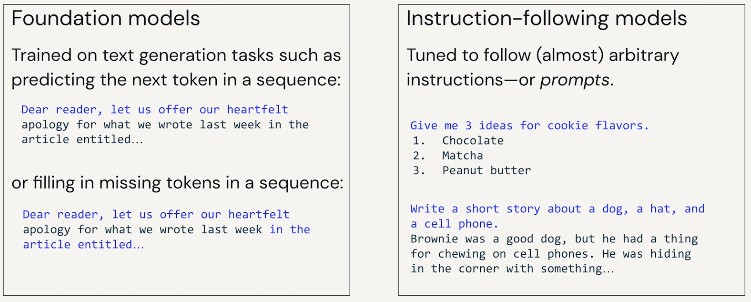 Foundation models
Trained on text generation tasks such as
predicting the next token in a sequence:
Dear reader, let us offer our heartfelt
apology for what we wrote last week in the
article entitled…
or filling in missing tokens in a sequence:
Dear reader, let us offer our heartfelt
apology for what we wrote last week in the
article entitled…
Instruction-following models
Tuned to follow (almost) arbitrary
instructions—or prompts.
Give me 3 ideas for cookie flavors.
1. Chocolate
2. Matcha
3. Peanut butter
Write a short story about a dog, a hat, and
a cell phone.
Brownie was a good dog, but he had a thing
for chewing on cell phones. He was hiding
in the corner with something…